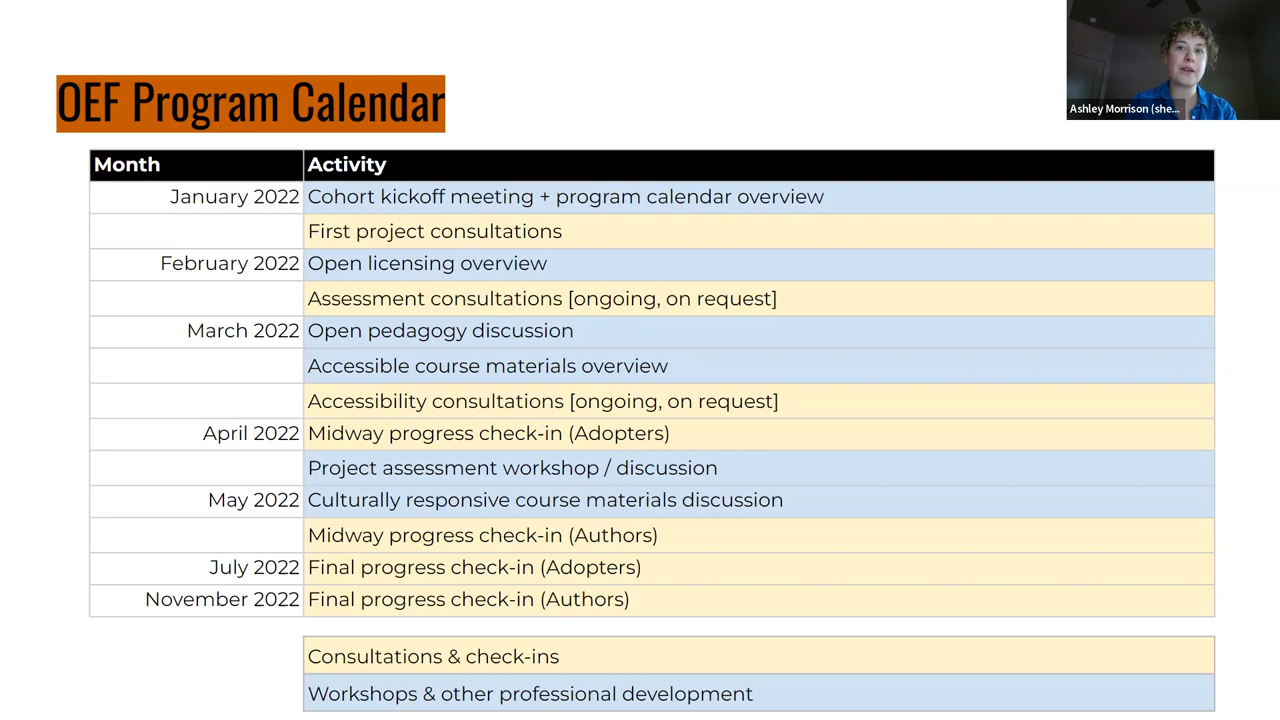 Ashley Morrison (she...
OEF Program Calendar
Month Activity
January 2022 Cohort kickoff meeting + program calendar overview
First project consultations
February 2022 Open licensing overview
Assessment consultations [ongoing, on request]
March 2022 Open pedagogy discussion
Accessible course materials overview
Accessibility consultations [ongoing, on request]
April 2022 Midway progress check-in (Adopters)
Project assessment workshop / discussion
May 2022 Culturally responsive course materials discussion
Midway progress check-in (Authors)
July 2022 Final progress check-in (Adopters)
November 2022 Final progress check-in (Authors)
Consultations & check-ins
Workshops & other professional development